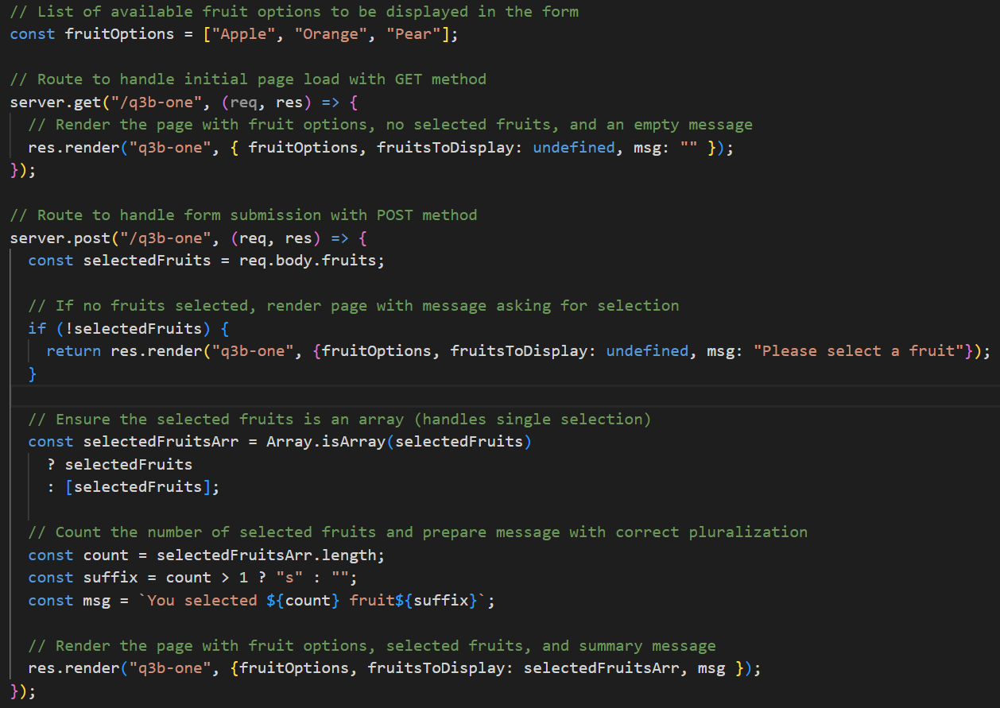 // List of available fruit options to be displayed in the form
const fruitOptions = ["Apple", "Orange", "Pear"];

// Route to handle initial page load with GET method
server.get("/q3b-one", (req, res) => {
  // Render the page with fruit options, no selected fruits, and an empty message
  res.render("q3b-one", { fruitOptions, fruitsToDisplay: undefined, msg: "" });
});

// Route to handle form submission with POST method
server.post("/q3b-one", (req, res) => {
  const selectedFruits = req.body.fruits;

  // If no fruits selected, render page with message asking for selection
  if (!selectedFruits) {
    return res.render("q3b-one", {fruitOptions, fruitsToDisplay: undefined, msg: "Please select a fruit"});
  }

  // Ensure the selected fruits is an array (handles single selection)
  const selectedFruitsArr = Array.isArray(selectedFruits)
    ? selectedFruits
    : [selectedFruits];

  // Count the number of selected fruits and prepare message with correct pluralization
  const count = selectedFruitsArr.length;
  const suffix = count > 1 ? "s" : "";
  const msg = `You selected ${count} fruit${suffix}`;

  // Render the page with fruit options, selected fruits, and summary message
  res.render("q3b-one", {fruitOptions, fruitsToDisplay: selectedFruitsArr, msg });
});